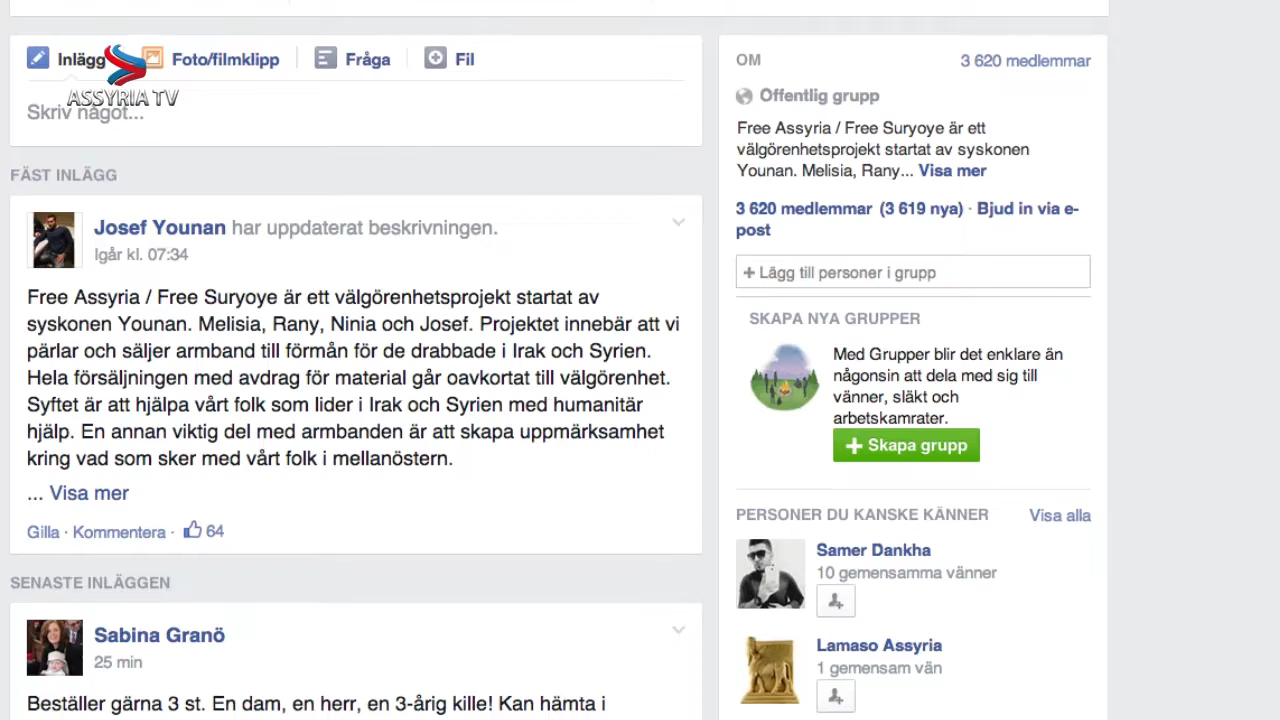 Inlägg
Foto/filmklipp
Fråga
Fil
ASSYRIA TV
Skriv något...
FÄST INLÄGG
Josef Younan har uppdaterat beskrivningen.
Igår kl. 07:34
Free Assyria / Free Suryoye är ett välgörenhetsprojekt startat av
syskonen Younan. Melisia, Rany, Ninia och Josef. Projektet innebär att vi
pärlar och säljer armband till förmån för de drabbade i Irak och Syrien.
Hela försäljningen med avdrag för material går oavkortat till välgörenhet.
Syftet är att hjälpa vårt folk som lider i Irak och Syrien med humanitär
hjälp. En annan viktig del med armbanden är att skapa uppmärksamhet
kring vad som sker med vårt folk i mellanöstern.
... Visa mer
Gilla · Kommentera · 64
SENASTE INLÄGGEN
Sabina Granö
25 min
Beställer gärna 3 st. En dam, en herr, en 3-årig kille! Kan hämta i
OM
3 620 medlemmar
Offentlig grupp
Free Assyria / Free Suryoye är ett
välgörenhetsprojekt startat av syskonen
Younan. Melisia, Rany... Visa mer
3 620 medlemmar (3 619 nya) · Bjud in via e-
post
+ Lägg till personer i grupp
SKAPA NYA GRUPPER
Med Grupper blir det enklare än
någonsin att dela med sig till
vänner, släkt och
arbetskamrater.
+ Skapa grupp
PERSONER DU KANSKE KÄNNER
Visa alla
Samer Dankha
10 gemensamma vänner
Lamaso Assyria
1 gemensam vän